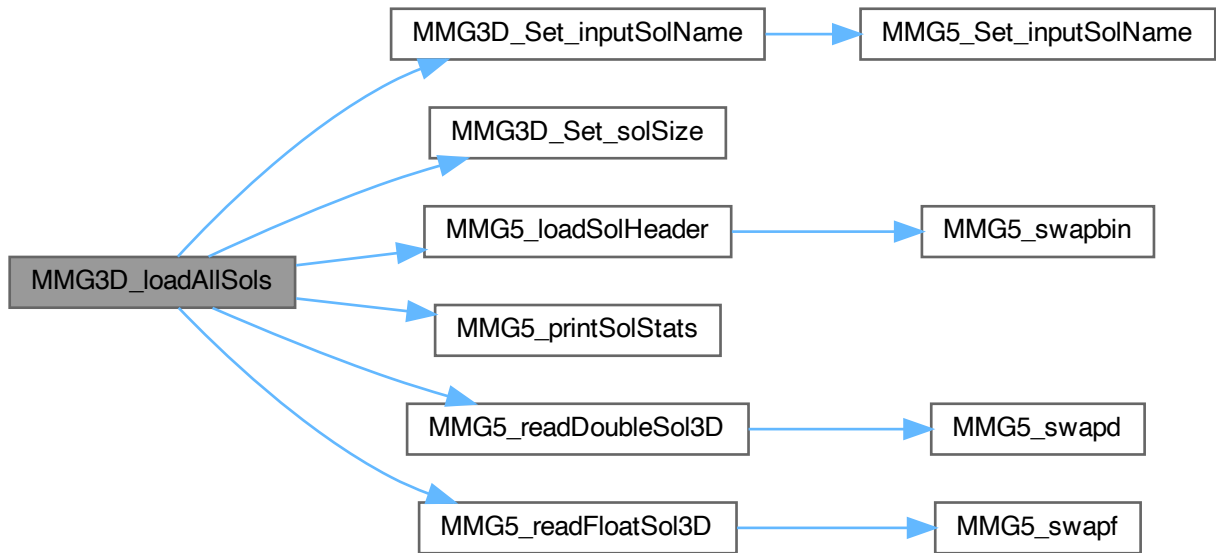 MMG3D_Set_inputSolName
MMG5_Set_inputSolName
MMG3D_Set_solSize
MMG5_loadSolHeader
MMG5_swapbin
MMG3D_loadAllSols
MMG5_printSolStats
MMG5_readDoubleSol3D
MMG5_swapd
MMG5_readFloatSol3D
MMG5_swapf